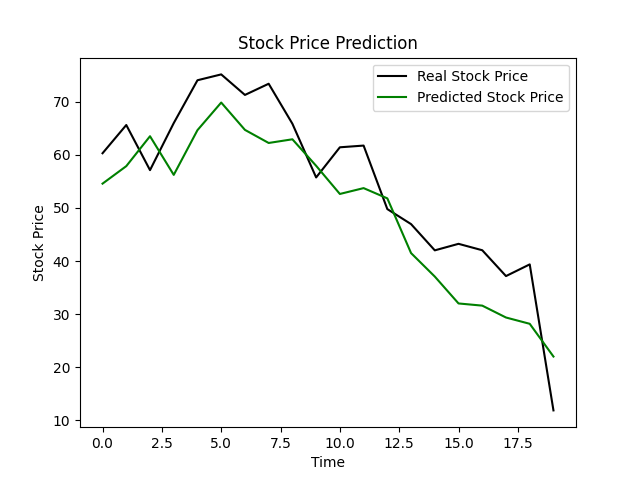 Stock Price Prediction
Real Stock Price
Predicted Stock Price
Stock Price
70
60
50
40
30
20
10
0.0 2.5 5.0 7.5 10.0 12.5 15.0 17.5
Time